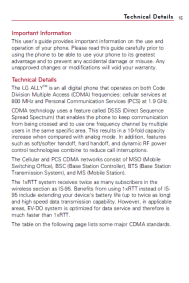 Technical Details 15
Important Information
This user's guide provides important information on the use and
operation of your phone. Please read this guide carefully prior to
using the phone to be able to use your phone to its greatest
advantage and to prevent any accidental damage or misuse. Any
unapproved changes or modifications will void your warranty.
Technical Details
The LG ALLY™ is an all digital phone that operates on both Code
Division Multiple Access (CDMA) frequencies: cellular services at
800 MHz and Personal Communication Services (PCS) at 1.9 GHz.
CDMA technology uses a feature called DSSS (Direct Sequence
Spread Spectrum) that enables the phone to keep communication
from being crossed and to use one frequency channel by multiple
users in the same specific area. This results in a 10-fold capacity
increase when compared with analog mode. In addition, features
such as soft/softer handoff, hard handoff, and dynamic RF power
control technologies combine to reduce call interruptions.
The Cellular and PCS CDMA networks consist of MSO (Mobile
Switching Office), BSC (Base Station Controller), BTS (Base Station
Transmission System), and MS (Mobile Station).
The 1xRTT system receives twice as many subscribers in the
wireless section as IS-95. Benefits from using 1xRTT instead of IS-
95 include extending your device's battery life (up to twice as long)
and high speed data transmission capability. However, in applicable
areas, EV-DO system is optimized for data service and therefore is
much faster than 1xRTT.
The table on the following page lists some major CDMA standards.